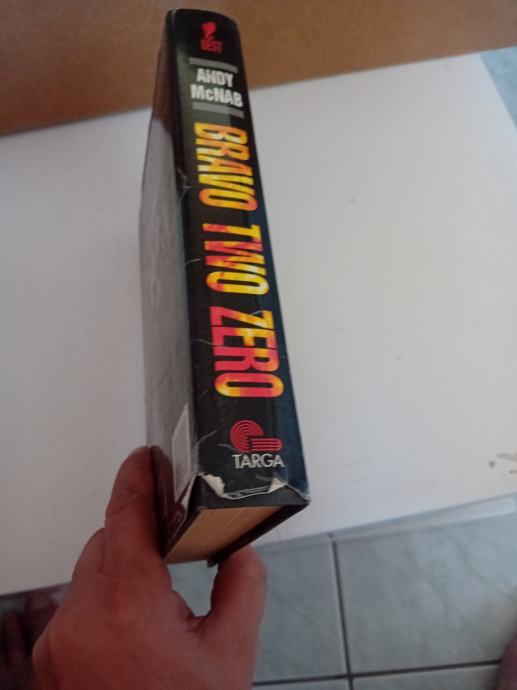 BEST
ANDY
McNAB
BRAVO TWO ZERO
TARGA